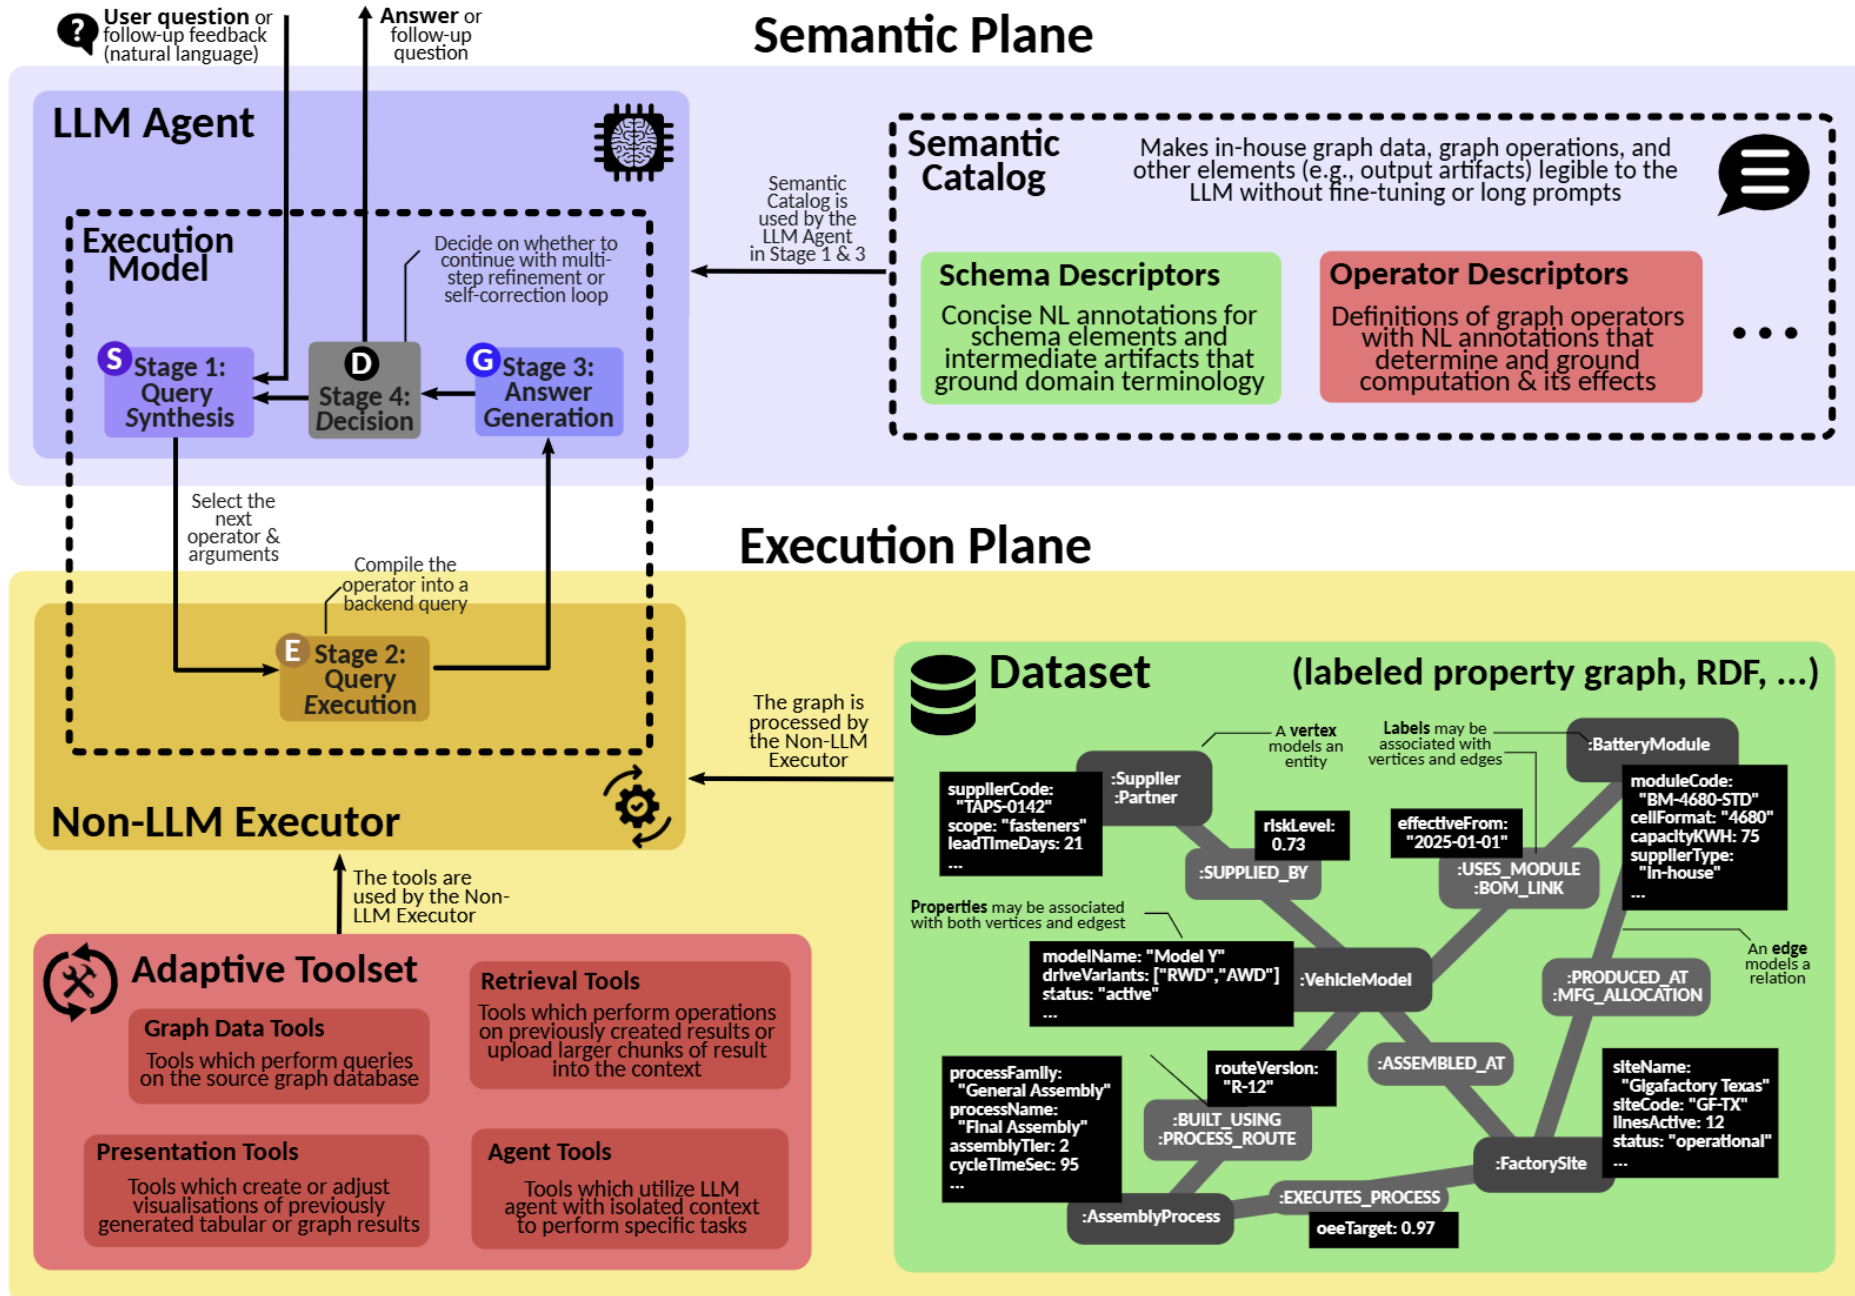 User question or
follow-up feedback
(natural language)
Answer or
follow-up
question
Semantic Plane
LLM Agent
Execution
Model
Decide on whether to
continue with multi-
step refinement or
self-correction loop
S
Stage 1:
Query
Synthesis
D
Stage 4:
Decision
G
Stage 3:
Answer
Generation
Semantic
Catalog is
used by the
LLM Agent
in Stage 1 & 3
Semantic
Catalog
Makes in-house graph data, graph operations, and
other elements (e.g., output artifacts) legible to the
LLM without fine-tuning or long prompts
Schema Descriptors
Concise NL annotations for
schema elements and
intermediate artifacts that
ground domain terminology
Operator Descriptors
Definitions of graph operators
with NL annotations that
determine and ground
computation & its effects
...
Select the
next
operator &
arguments
Compile the
operator into a
backend query
Execution Plane
E
Stage 2:
Query
Execution
Non-LLM Executor
The graph is
processed by
the Non-LLM
Executor
The tools are
used by the Non-
LLM Executor
Adaptive Toolset
Graph Data Tools
Tools which perform queries
on the source graph database
Retrieval Tools
Tools which perform operations
on previously created results or
upload larger chunks of result
into the context
Presentation Tools
Tools which create or adjust
visualisations of previously
generated tabular or graph results
Agent Tools
Tools which utilize LLM
agent with isolated context
to perform specific tasks
Dataset
(labeled property graph, RDF, ...)
A vertex
models an
entity
Labels may be
associated with
vertices and edges
:BatteryModule
:Supplier
:Partner
supplierCode:
"TAPS-0142"
scope: "fasteners"
leadTimeDays: 21
...
riskLevel:
0.73
effectiveFrom:
"2025-01-01"
moduleCode:
"BM-4680-STD"
cellFormat: "4680"
capacityKWH: 75
supplierType:
"in-house"
...
:SUPPLIED_BY
:USES_MODULE
:BOM_LINK
Properties may be associated
with both vertices and edgest
modelName: "Model Y"
driveVariants: ["RWD","AWD"]
status: "active"
...
:VehicleModel
An edge
models a
relation
:PRODUCED_AT
:MFG_ALLOCATION
:ASSEMBLED_AT
processFamily:
"General Assembly"
processName:
"Final Assembly"
assemblyTier: 2
cycleTimeSec: 95
...
routeVersion:
"R-12"
:BUILT_USING
:PROCESS_ROUTE
siteName:
"Gigafactory Texas"
siteCode: "GF-TX"
linesActive: 12
status: "operational"
...
:FactorySite
:EXECUTES_PROCESS
:AssemblyProcess
oeeTarget: 0.97